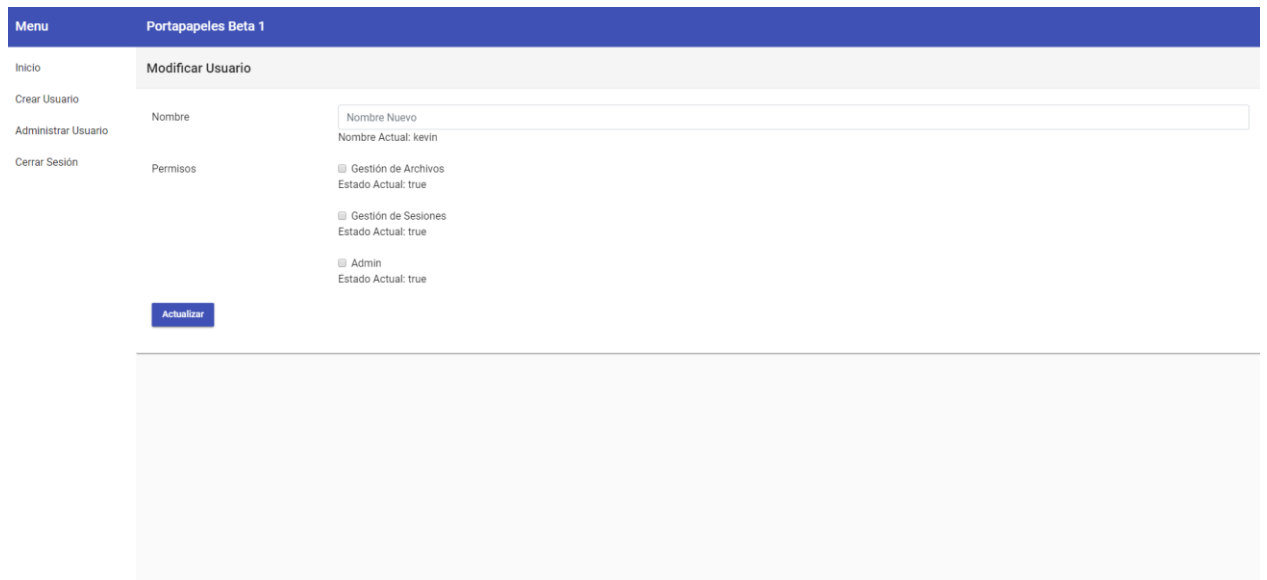 Menu
Portapapeles Beta 1
Inicio
Crear Usuario
Administrar Usuario
Cerrar Sesión
Modificar Usuario
Nombre
Nombre Nuevo
Nombre Actual: kevin
Permisos
Gestión de Archivos
Estado Actual: true
Gestión de Sesiones
Estado Actual: true
Admin
Estado Actual: true
Actualizar